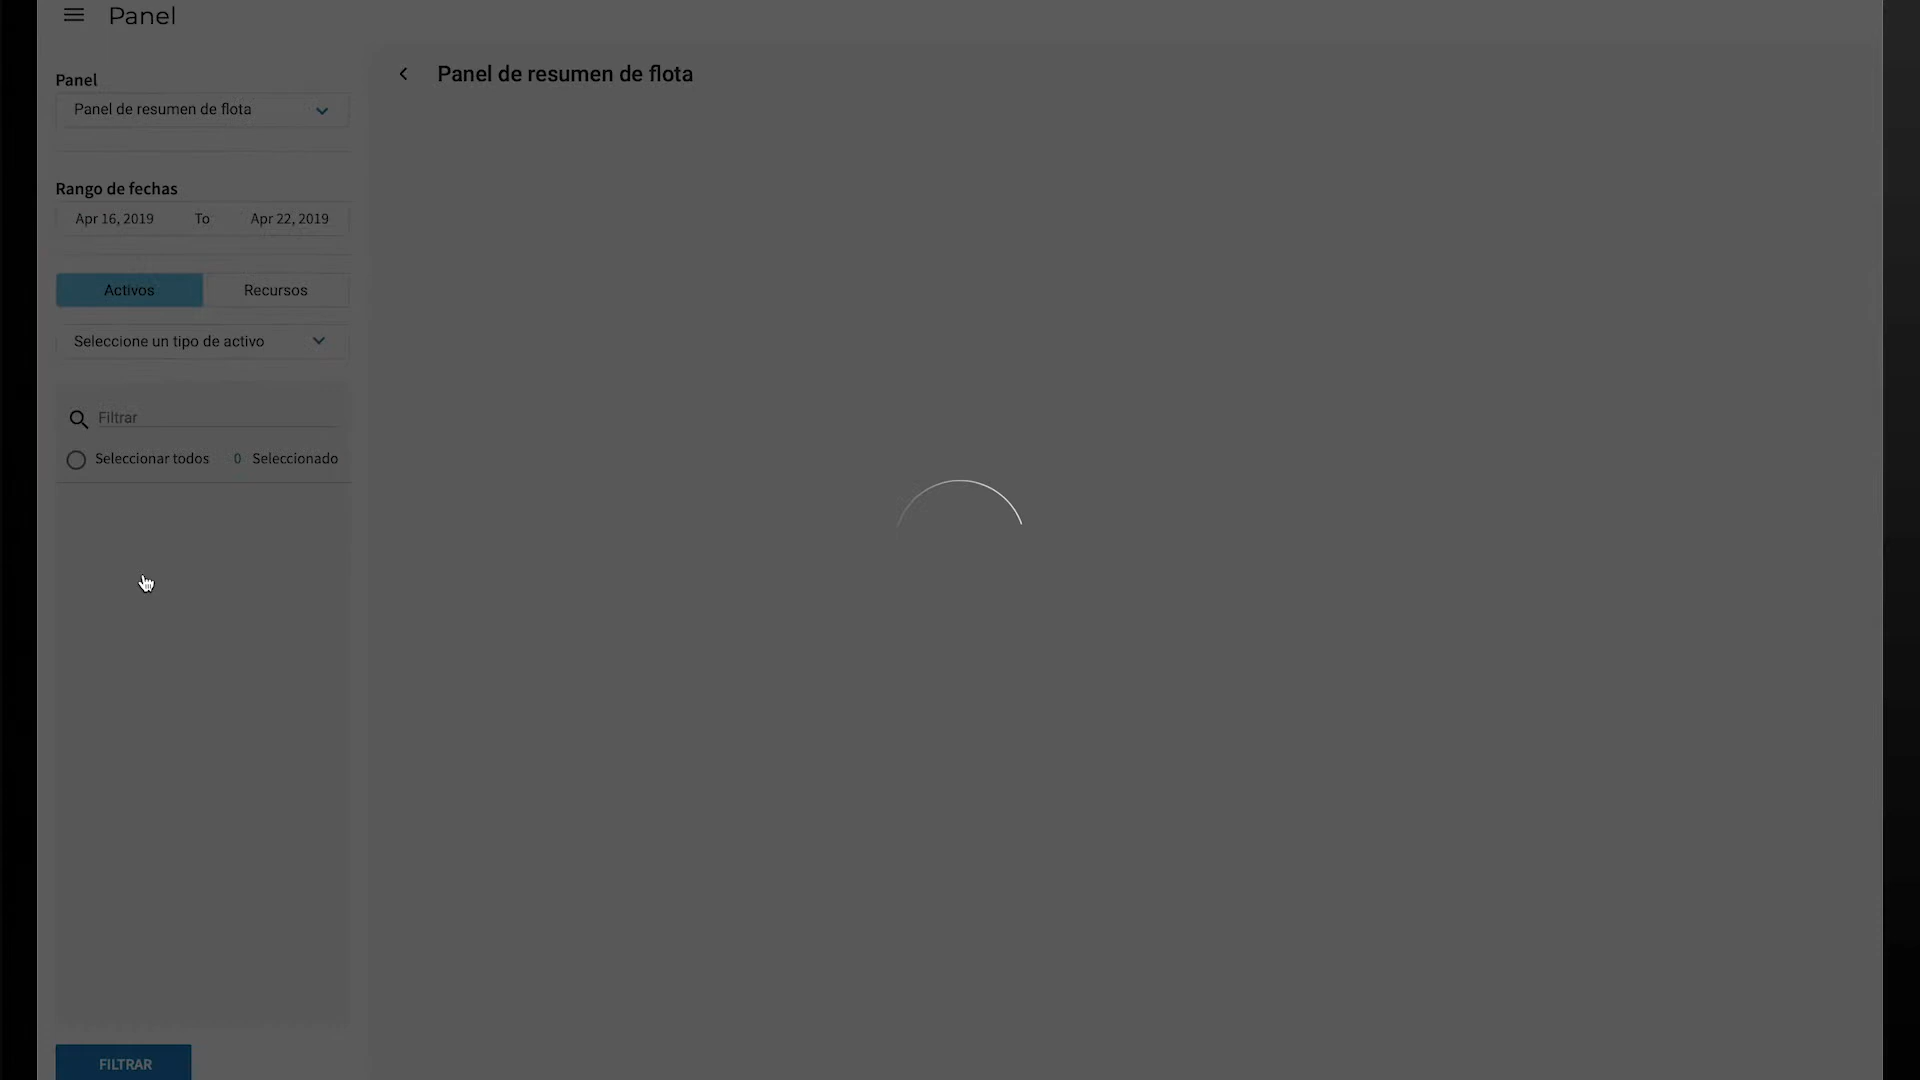 Panel
Panel
Panel de resumen de flota
Rango de fechas
Apr 16, 2019 To Apr 22, 2019
Activos Recursos
Seleccione un tipo de activo
Filtrar
Seleccionar todos 0 Seleccionado
FILTRAR
Panel de resumen de flota